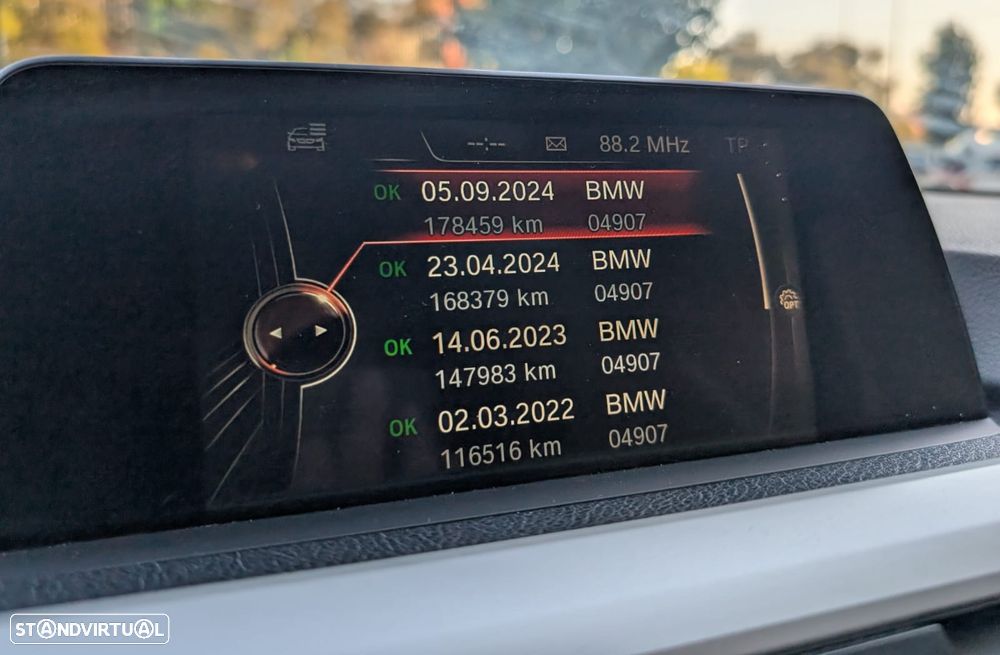 --:-- 88.2 MHz TP
OK 05.09.2024 BMW
178459 km 04907
OK 23.04.2024 BMW
168379 km 04907
OK 14.06.2023 BMW
147983 km 04907
OPT
OK 02.03.2022 BMW
116516 km 04907
STANDVIRTUAL